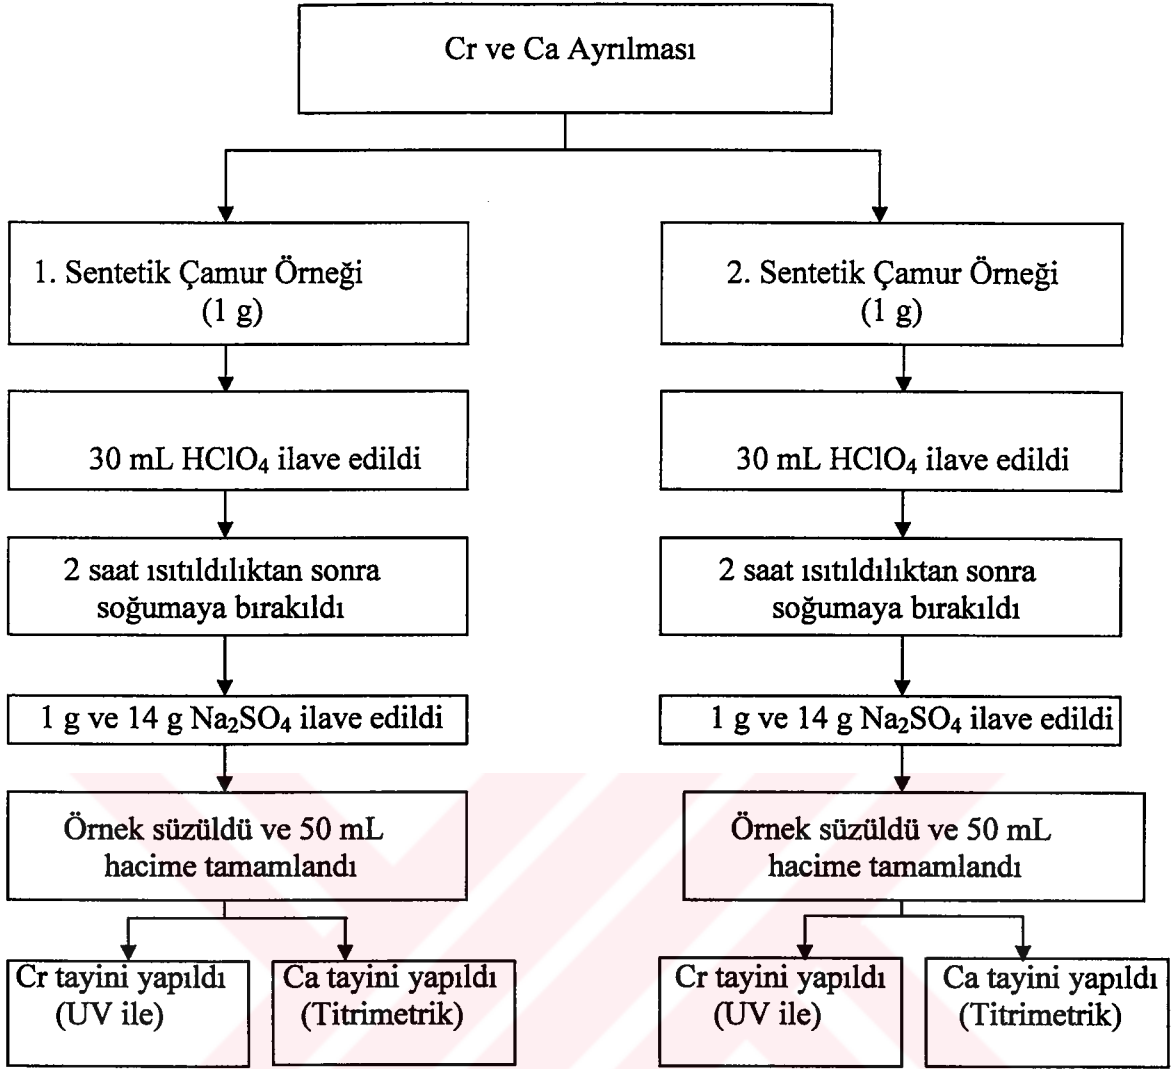 Cr ve Ca Ayrılması
1. Sentetik Çamur Örneği
(1 g)
30 mL HClO₄ ilave edildi
2 saat ısıtıldılıktan sonra
soğumaya bırakıldı
1 g ve 14 g Na₂SO₄ ilave edildi
Örnek süzüldü ve 50 mL
hacime tamamlandı
Cr tayini yapıldı
(UV ile)
Ca tayini yapıldı
(Titrimetrik)
2. Sentetik Çamur Örneği
(1 g)
30 mL HClO₄ ilave edildi
2 saat ısıtıldılıktan sonra
soğumaya bırakıldı
1 g ve 14 g Na₂SO₄ ilave edildi
Örnek süzüldü ve 50 mL
hacime tamamlandı
Cr tayini yapıldı
(UV ile)
Ca tayini yapıldı
(Titrimetrik)